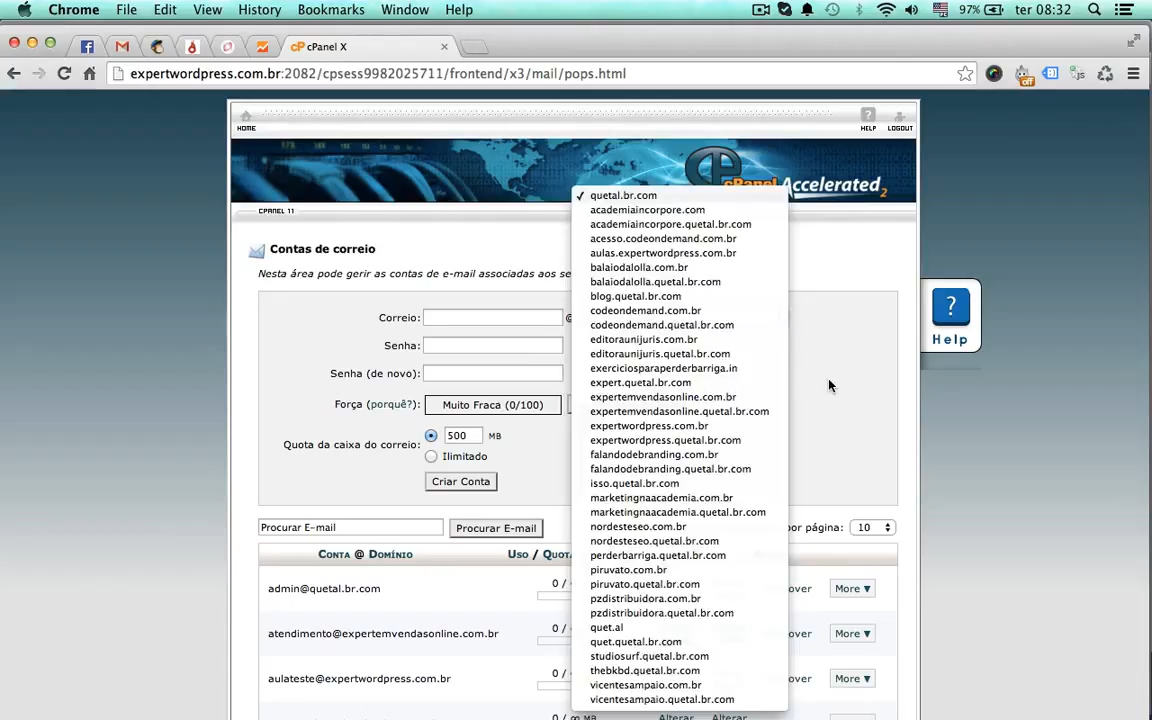 Chrome File Edit View History Bookmarks Window Help 97% ter 08:32
cPanel X
expertwordpress.com.br:2082/cpsess9982025711/frontend/x3/mail/pops.html
off
HOME HELP LOGOUT
cPanel Accelerated2
CPANEL 11
Contas de correio
Nesta área pode gerir as contas de e-mail associadas aos
Correio: @
Senha:
Senha (de novo):
Força (porquê?): Muito Fraca (0/100)
Quota da caixa do correio: 500 MB
Ilimitado
Criar Conta
Procurar E-mail Procurar E-mail por página: 10
Conta @ Domínio Uso / Quota
admin@quetal.br.com 0 / More ▼
atendimento@expertemvendasonline.com.br 0 / More ▼
aulateste@expertwordpress.com.br 0 / More ▼
✓ quetal.br.com
academiaincorpore.com
academiaincorpore.quetal.br.com
acesso.codeondemand.com.br
aulas.expertwordpress.com.br
balaiodalolla.com.br
balaiodalolla.quetal.br.com
blog.quetal.br.com
codeondemand.com.br
codeondemand.quetal.br.com
editoraunijuris.com.br
editoraunijuris.quetal.br.com
exerciciosparaperderbarriga.in
expert.quetal.br.com
expertemvendasonline.com.br
expertemvendasonline.quetal.br.com
expertwordpress.com.br
expertwordpress.quetal.br.com
falandodebranding.com.br
falandodebranding.quetal.br.com
isso.quetal.br.com
marketingnaacademia.com.br
marketingnaacademia.quetal.br.com
nordesteseo.com.br
nordesteseo.quetal.br.com
perderbarriga.quetal.br.com
piruvato.com.br
piruvato.quetal.br.com
pzdistribuidora.com.br
pzdistribuidora.quetal.br.com
quet.al
quet.quetal.br.com
studiosurf.quetal.br.com
thebkbd.quetal.br.com
vicentesampaio.com.br
vicentesampaio.quetal.br.com
? Help